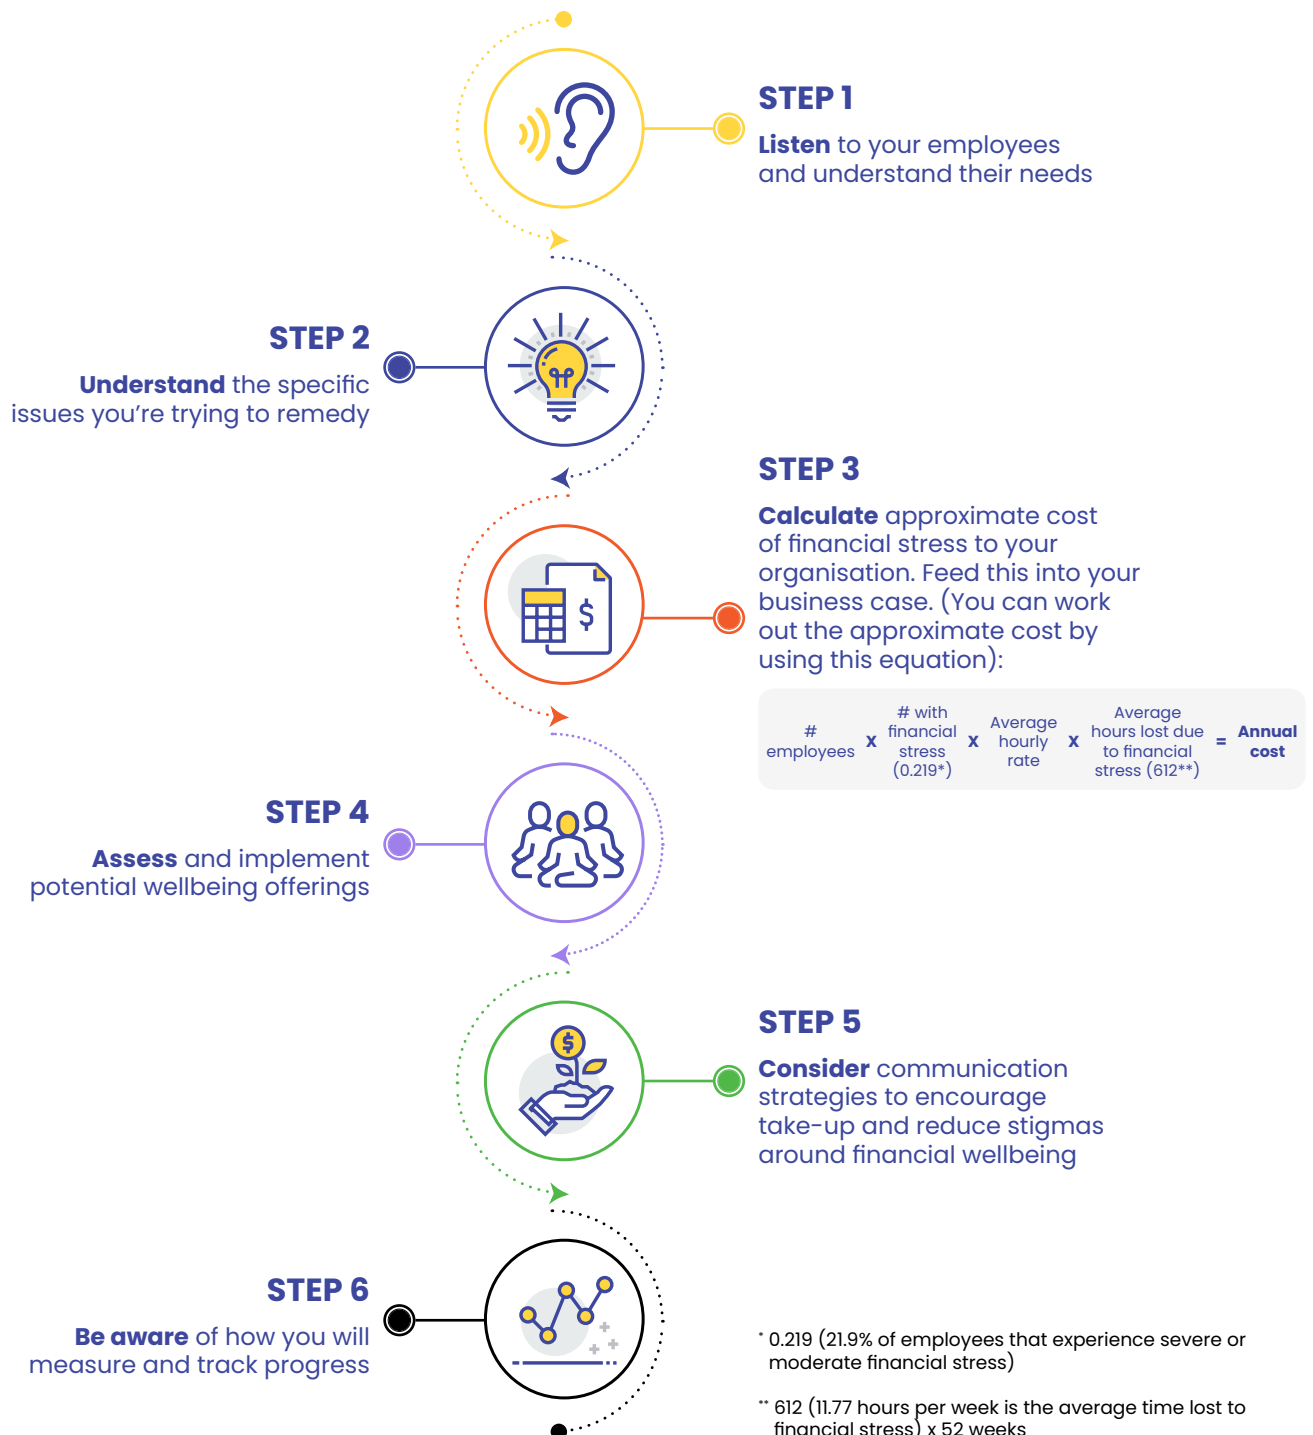 STEP 1
Listen to your employees
and understand their needs
STEP 2
Understand the specific
issues you're trying to remedy
STEP 3
Calculate approximate cost
of financial stress to your
organisation. Feed this into your
business case. (You can work
out the approximate cost by
using this equation):
#
employees
x
# with
financial
stress
(0.219*)
x
Average
hourly
rate
x
Average
hours lost due
to financial
stress (612**)
=
Annual
cost
STEP 4
Assess and implement
potential wellbeing offerings
STEP 5
Consider communication
strategies to encourage
take-up and reduce stigmas
around financial wellbeing
STEP 6
Be aware of how you will
measure and track progress
* 0.219 (21.9% of employees that experience severe or
moderate financial stress)
** 612 (11.77 hours per week is the average time lost to
financial stress) x 52 weeks
$
$